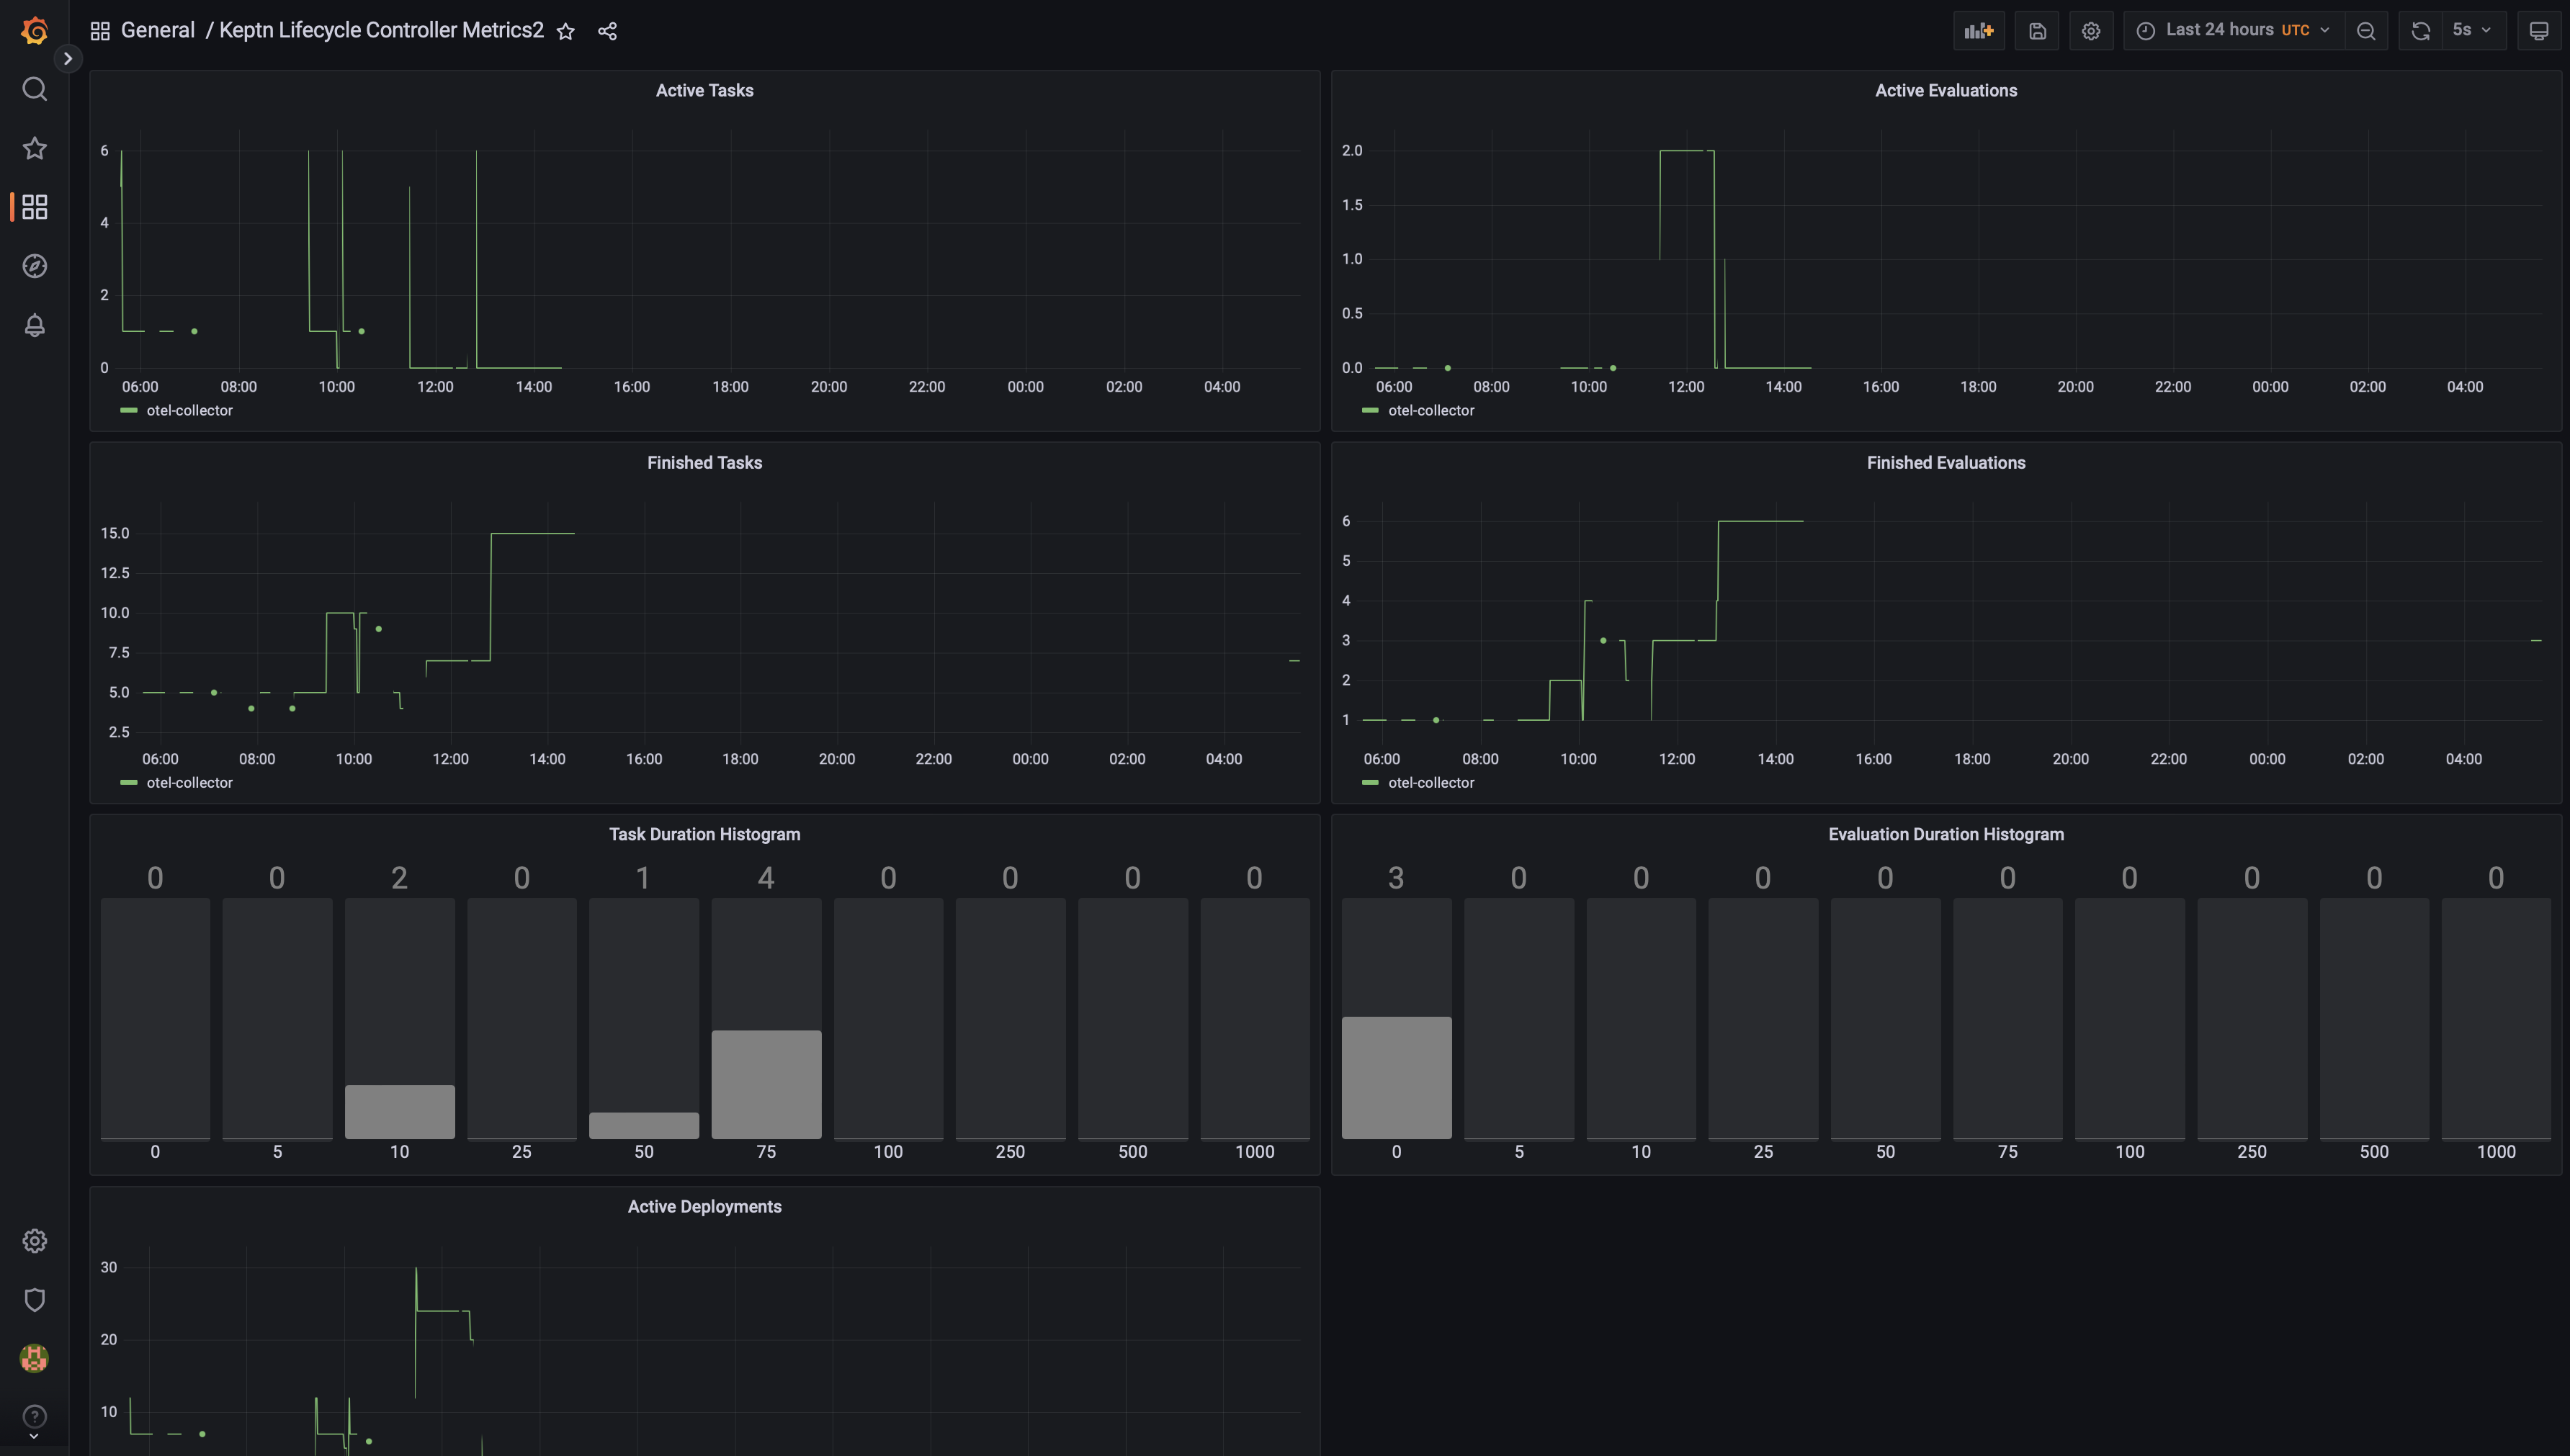 General / Keptn Lifecycle Controller Metrics2
Last 24 hours UTC
5s
Active Tasks
6
4
2
0
06:00 08:00 10:00 12:00 14:00 16:00 18:00 20:00 22:00 00:00 02:00 04:00
otel-collector
Active Evaluations
2.0
1.5
1.0
0.5
0.0
06:00 08:00 10:00 12:00 14:00 16:00 18:00 20:00 22:00 00:00 02:00 04:00
otel-collector
Finished Tasks
15.0
12.5
10.0
7.5
5.0
2.5
06:00 08:00 10:00 12:00 14:00 16:00 18:00 20:00 22:00 00:00 02:00 04:00
otel-collector
Finished Evaluations
6
5
4
3
2
1
06:00 08:00 10:00 12:00 14:00 16:00 18:00 20:00 22:00 00:00 02:00 04:00
otel-collector
Task Duration Histogram
0 0 2 0 1 4 0 0 0 0
0 5 10 25 50 75 100 250 500 1000
Evaluation Duration Histogram
3 0 0 0 0 0 0 0 0 0
0 5 10 25 50 75 100 250 500 1000
Active Deployments
30
20
10